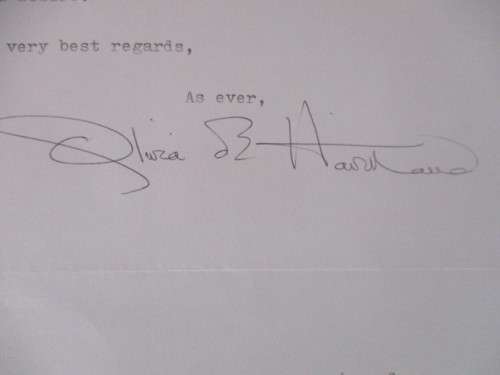 very best regards,
As ever,
Olivia de Havilland